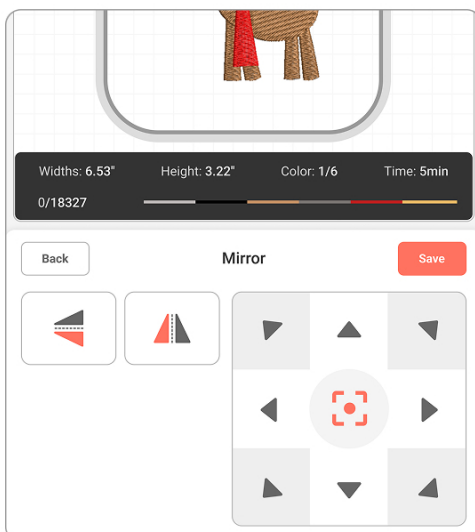 Widths: 6.53" Height: 3.22" Color: 1/6 Time: 5min
0/18327
Back Mirror Save